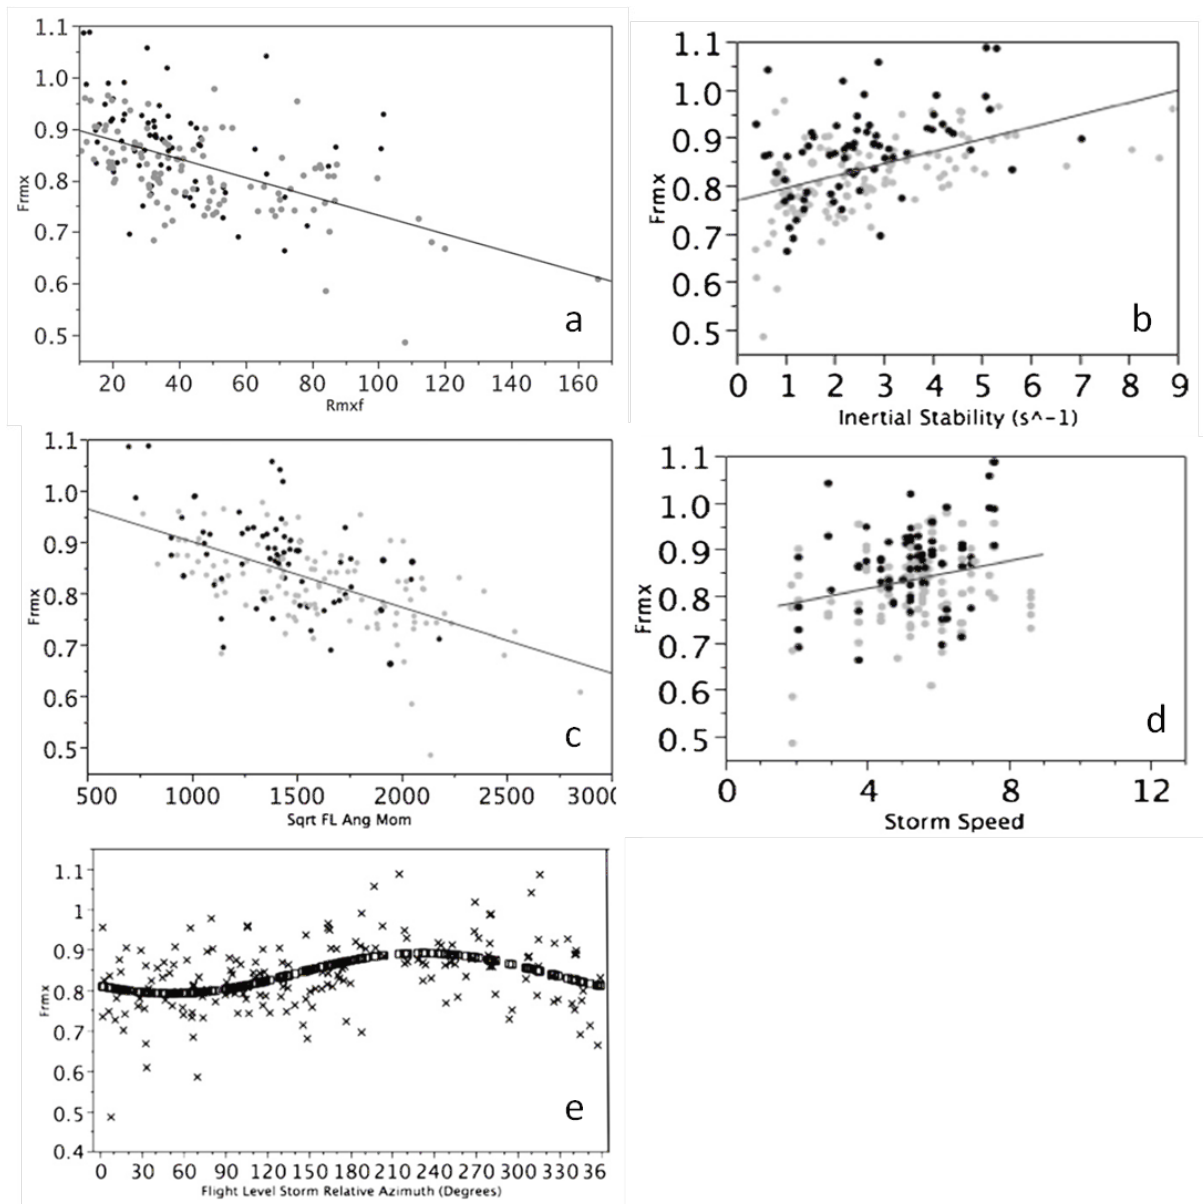 1.1
1.0
0.9
0.8
0.7
0.6
0.5
Frmx
20 40 60 80 100 120 140 160
Rmxf
a
1.1
1.0
0.9
0.8
0.7
0.6
0.5
Frmx
0 1 2 3 4 5 6 7 8 9
Inertial Stability (s^-1)
b
1.1
1.0
0.9
0.8
0.7
0.6
0.5
Frmx
500 1000 1500 2000 2500 3000
Sqrt FL Ang Mom
c
1.1
1.0
0.9
0.8
0.7
0.6
0.5
Frmx
0 4 8 12
Storm Speed
d
1.1
1
0.9
0.8
0.7
0.6
0.5
0.4
Frmx
0 30 60 90 120 150 180 210 240 270 300 330 36
Flight Level Storm Relative Azimuth (Degrees)
e